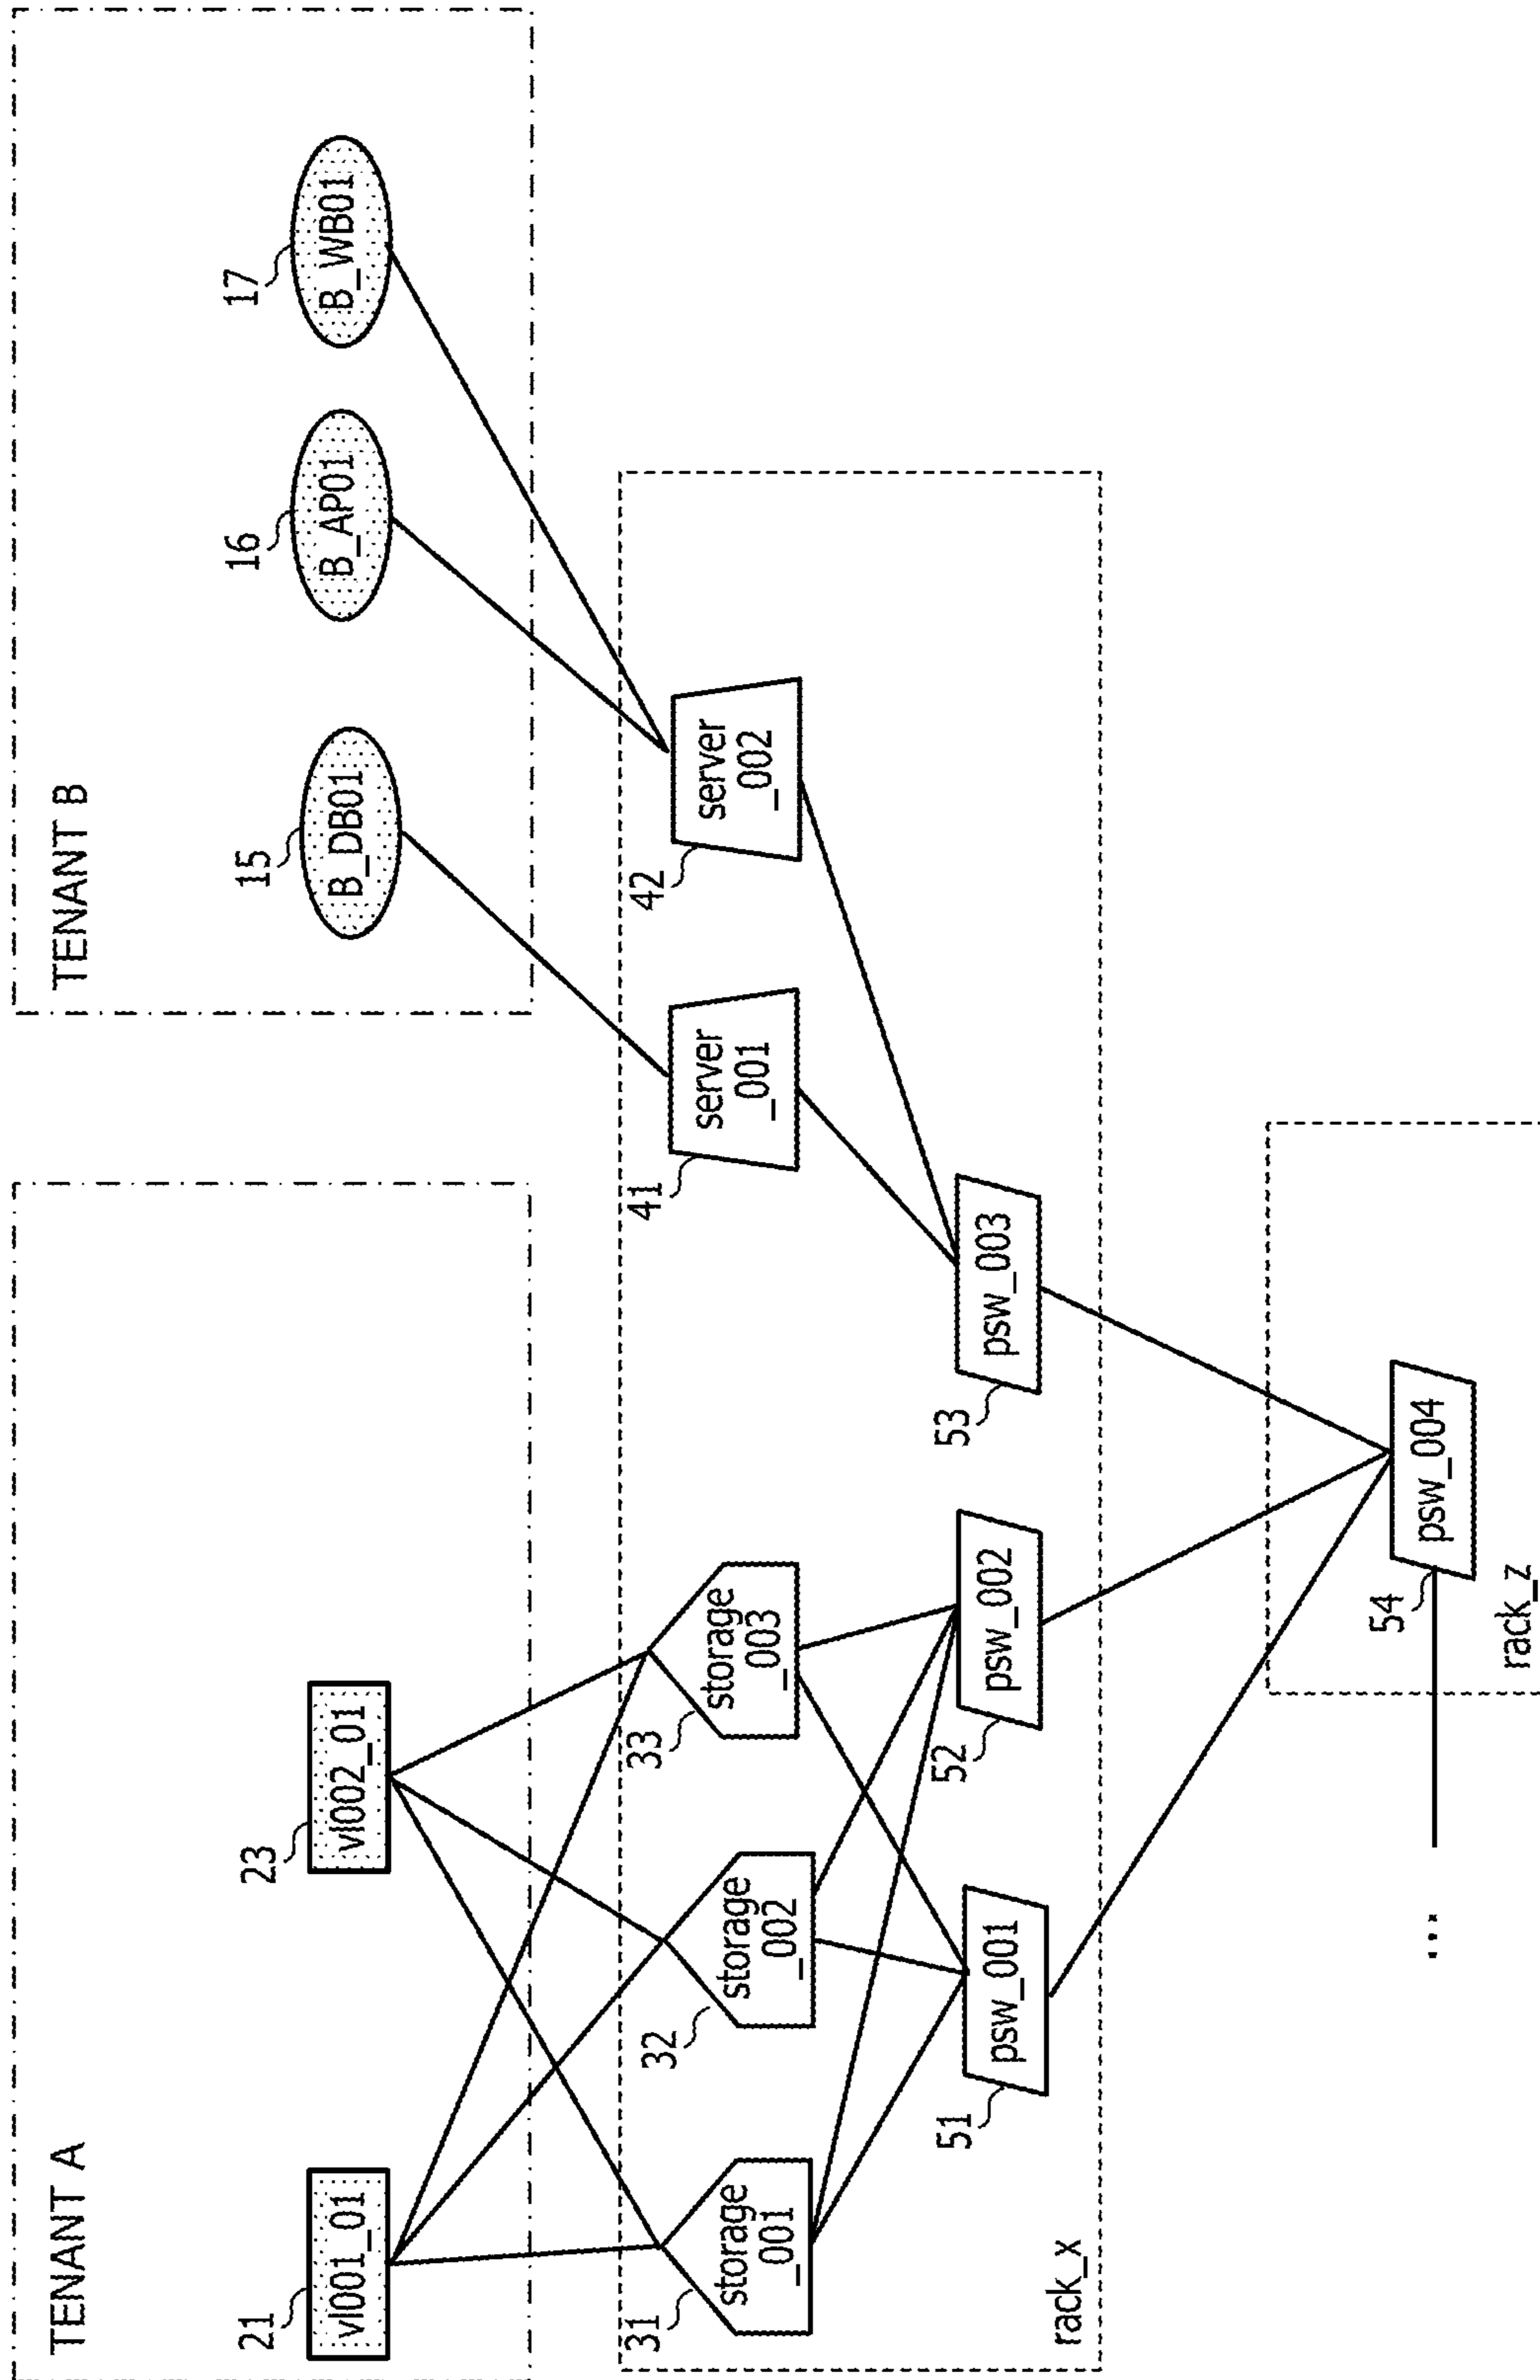 TENANT A
TENANT B
21
vl001_01
23
vl002_01
15
B_DB01
16
B_AP01
17
B_WB01
31
storage
_001
32
storage
_002
33
storage
_003
41
server
_001
42
server
_002
51
psw_001
52
psw_002
53
psw_003
rack_x
54
psw_004
...
rack_z